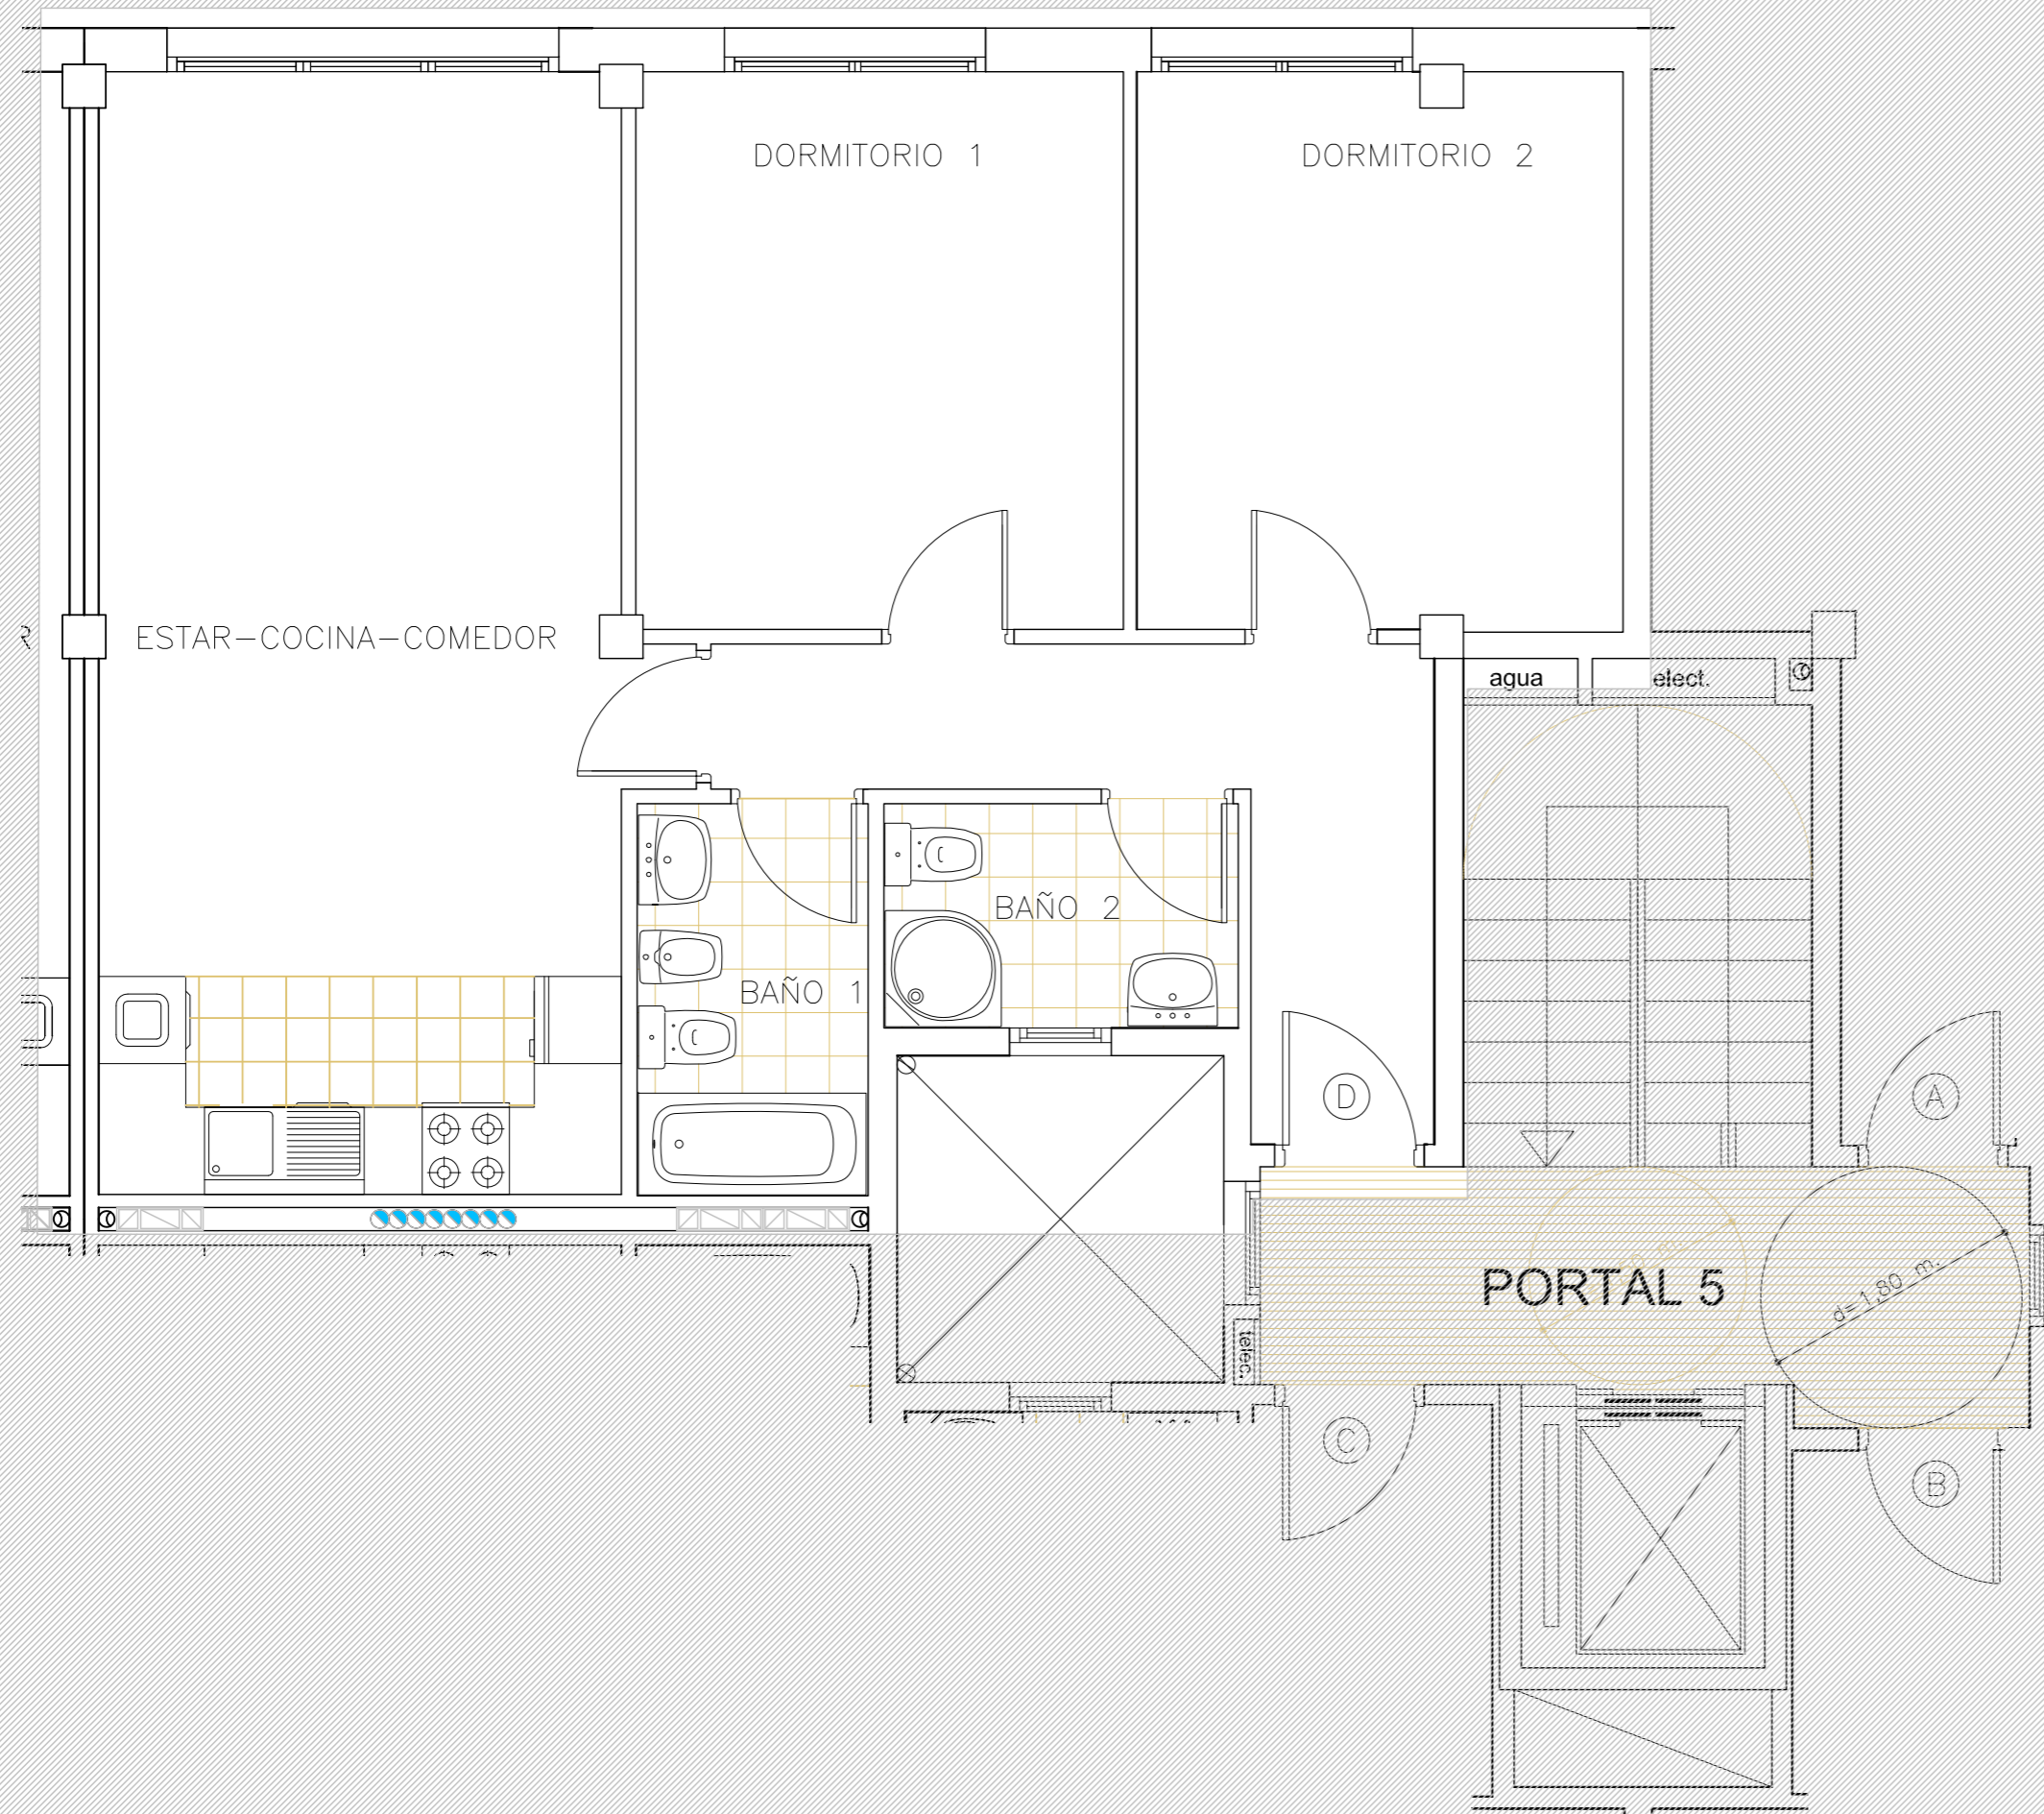 DORMITORIO 1
DORMITORIO 2
R
ESTAR-COCINA-COMEDOR
agua
elect.
BAÑO 2
BAÑO 1
D
A
PORTAL 5
d= 1,80 m.
telec.
C
B